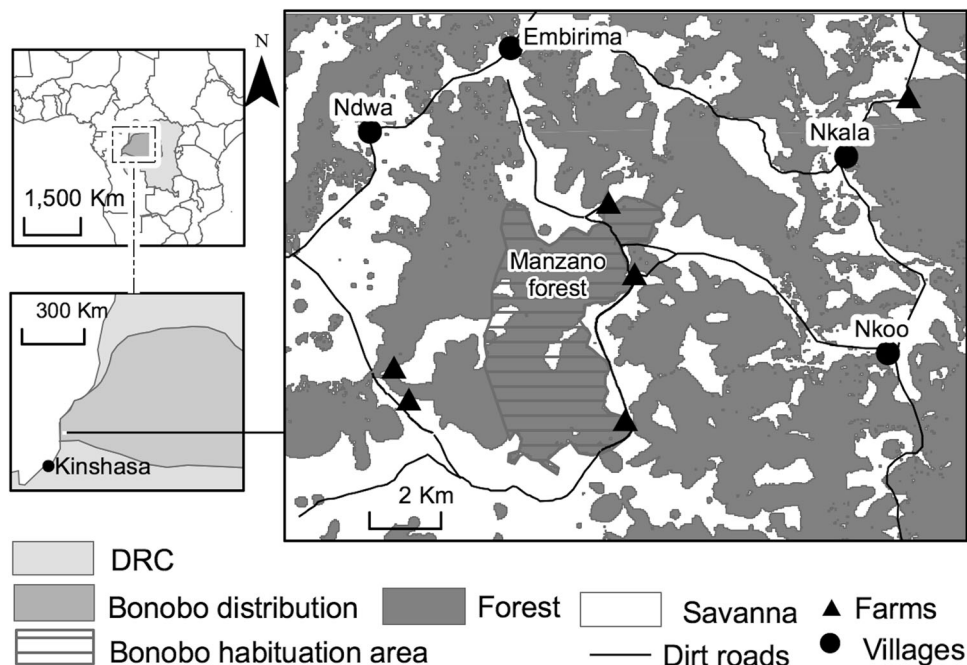 N
1,500 Km
300 Km
Kinshasa
Embirima
Ndwa
Nkala
Manzano
forest
Nkoo
2 Km
DRC
Bonobo distribution
Forest
Savanna
Farms
Bonobo habituation area
Dirt roads
Villages